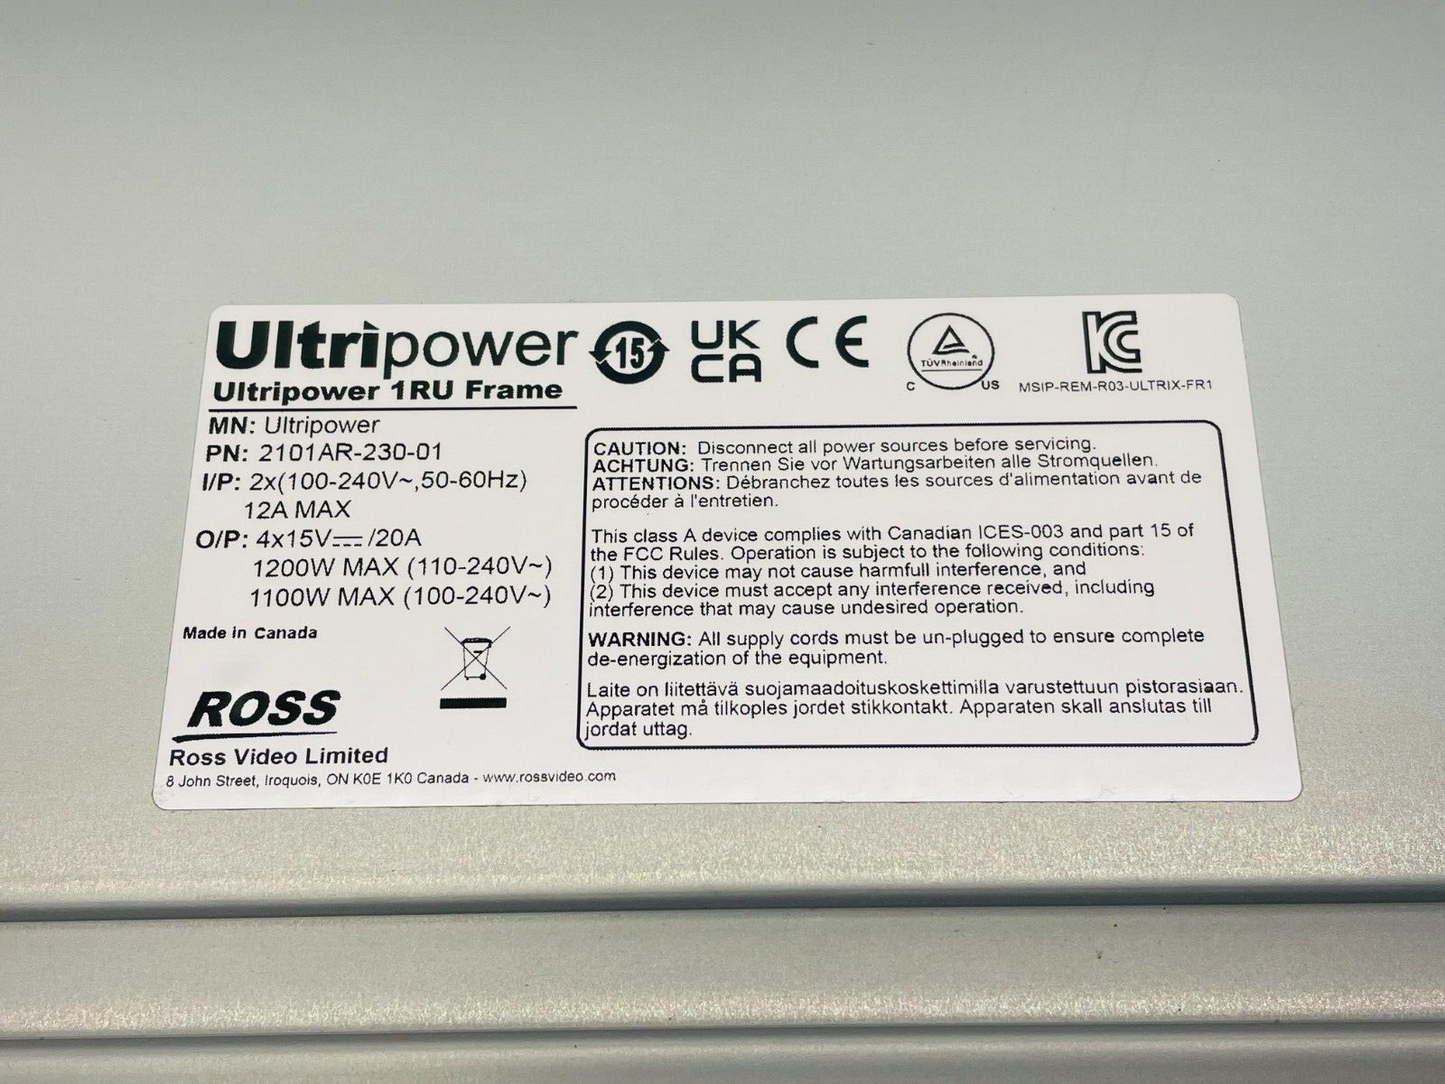 Ultripower
Ultripower 1RU Frame
15
UK
CA
CE
TÜVRheinland
®
C US
KC
MSIP-REM-R03-ULTRIX-FR1
MN: Ultripower
PN: 2101AR-230-01
I/P: 2x(100-240V~,50-60Hz)
12A MAX
O/P: 4x15V⎓/20A
1200W MAX (110-240V~)
1100W MAX (100-240V~)
Made in Canada
ROSS
Ross Video Limited
8 John Street, Iroquois, ON K0E 1K0 Canada - www.rossvideo.com
CAUTION: Disconnect all power sources before servicing.
ACHTUNG: Trennen Sie vor Wartungsarbeiten alle Stromquellen.
ATTENTIONS: Débranchez toutes les sources d'alimentation avant de
procéder à l'entretien.
This class A device complies with Canadian ICES-003 and part 15 of
the FCC Rules. Operation is subject to the following conditions:
(1) This device may not cause harmfull interference, and
(2) This device must accept any interference received, including
interference that may cause undesired operation.
WARNING: All supply cords must be un-plugged to ensure complete
de-energization of the equipment.
Laite on liitettävä suojamaadoituskoskettimilla varustettuun pistorasiaan.
Apparatet må tilkoples jordet stikkontakt. Apparaten skall anslutas till
jordat uttag.